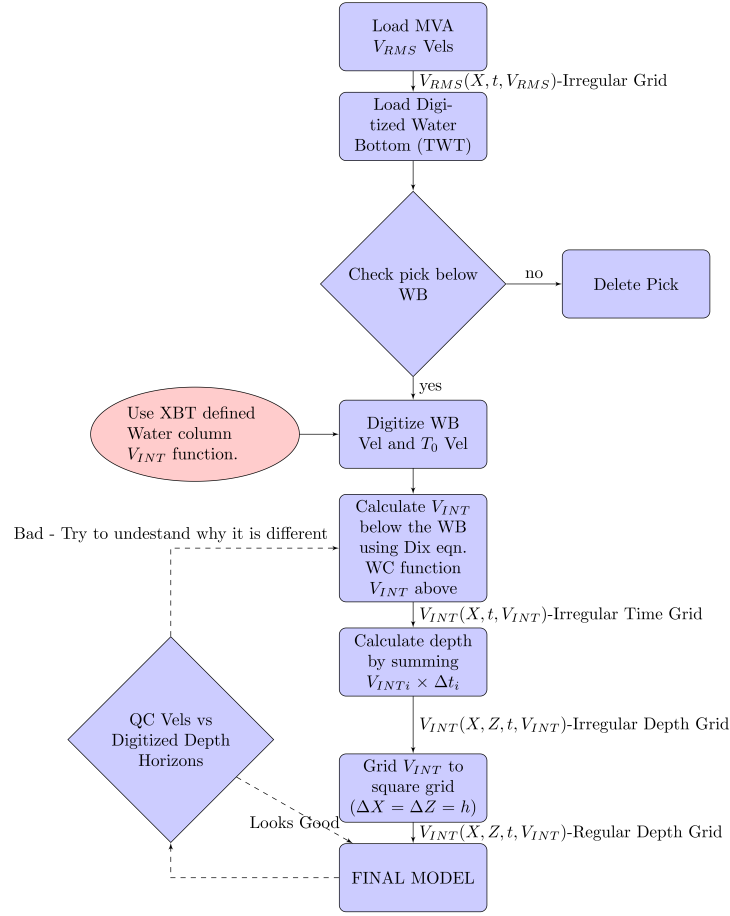 Load MVA
V_RMS Vels
V_RMS(X, t, V_RMS)-Irregular Grid
Load Digi-
tized Water
Bottom (TWT)
Check pick below
WB
no
Delete Pick
yes
Use XBT defined
Water column
V_INT function.
Digitize WB
Vel and T_0 Vel
Calculate V_INT
below the WB
using Dix eqn.
WC function
V_INT above
Bad - Try to undestand why it is different
V_INT(X, t, V_INT)-Irregular Time Grid
Calculate depth
by summing
V_INTi × Δt_i
V_INT(X, Z, t, V_INT)-Irregular Depth Grid
QC Vels vs
Digitized Depth
Horizons
Grid V_INT to
square grid
(ΔX = ΔZ = h)
Looks Good
V_INT(X, Z, t, V_INT)-Regular Depth Grid
FINAL MODEL